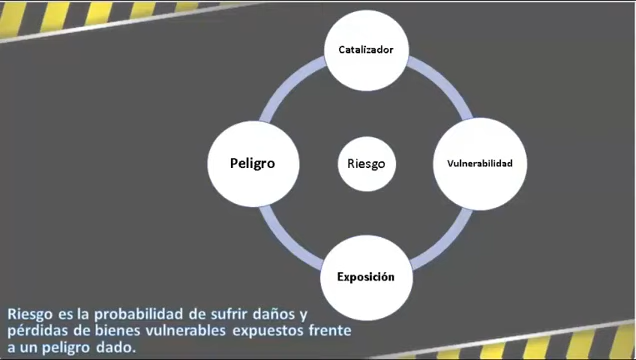 Catalizador
Peligro
Riesgo
Vulnerabilidad
Exposición
Riesgo es la probabilidad de sufrir daños y
pérdidas de bienes vulnerables expuestos frente
a un peligro dado.